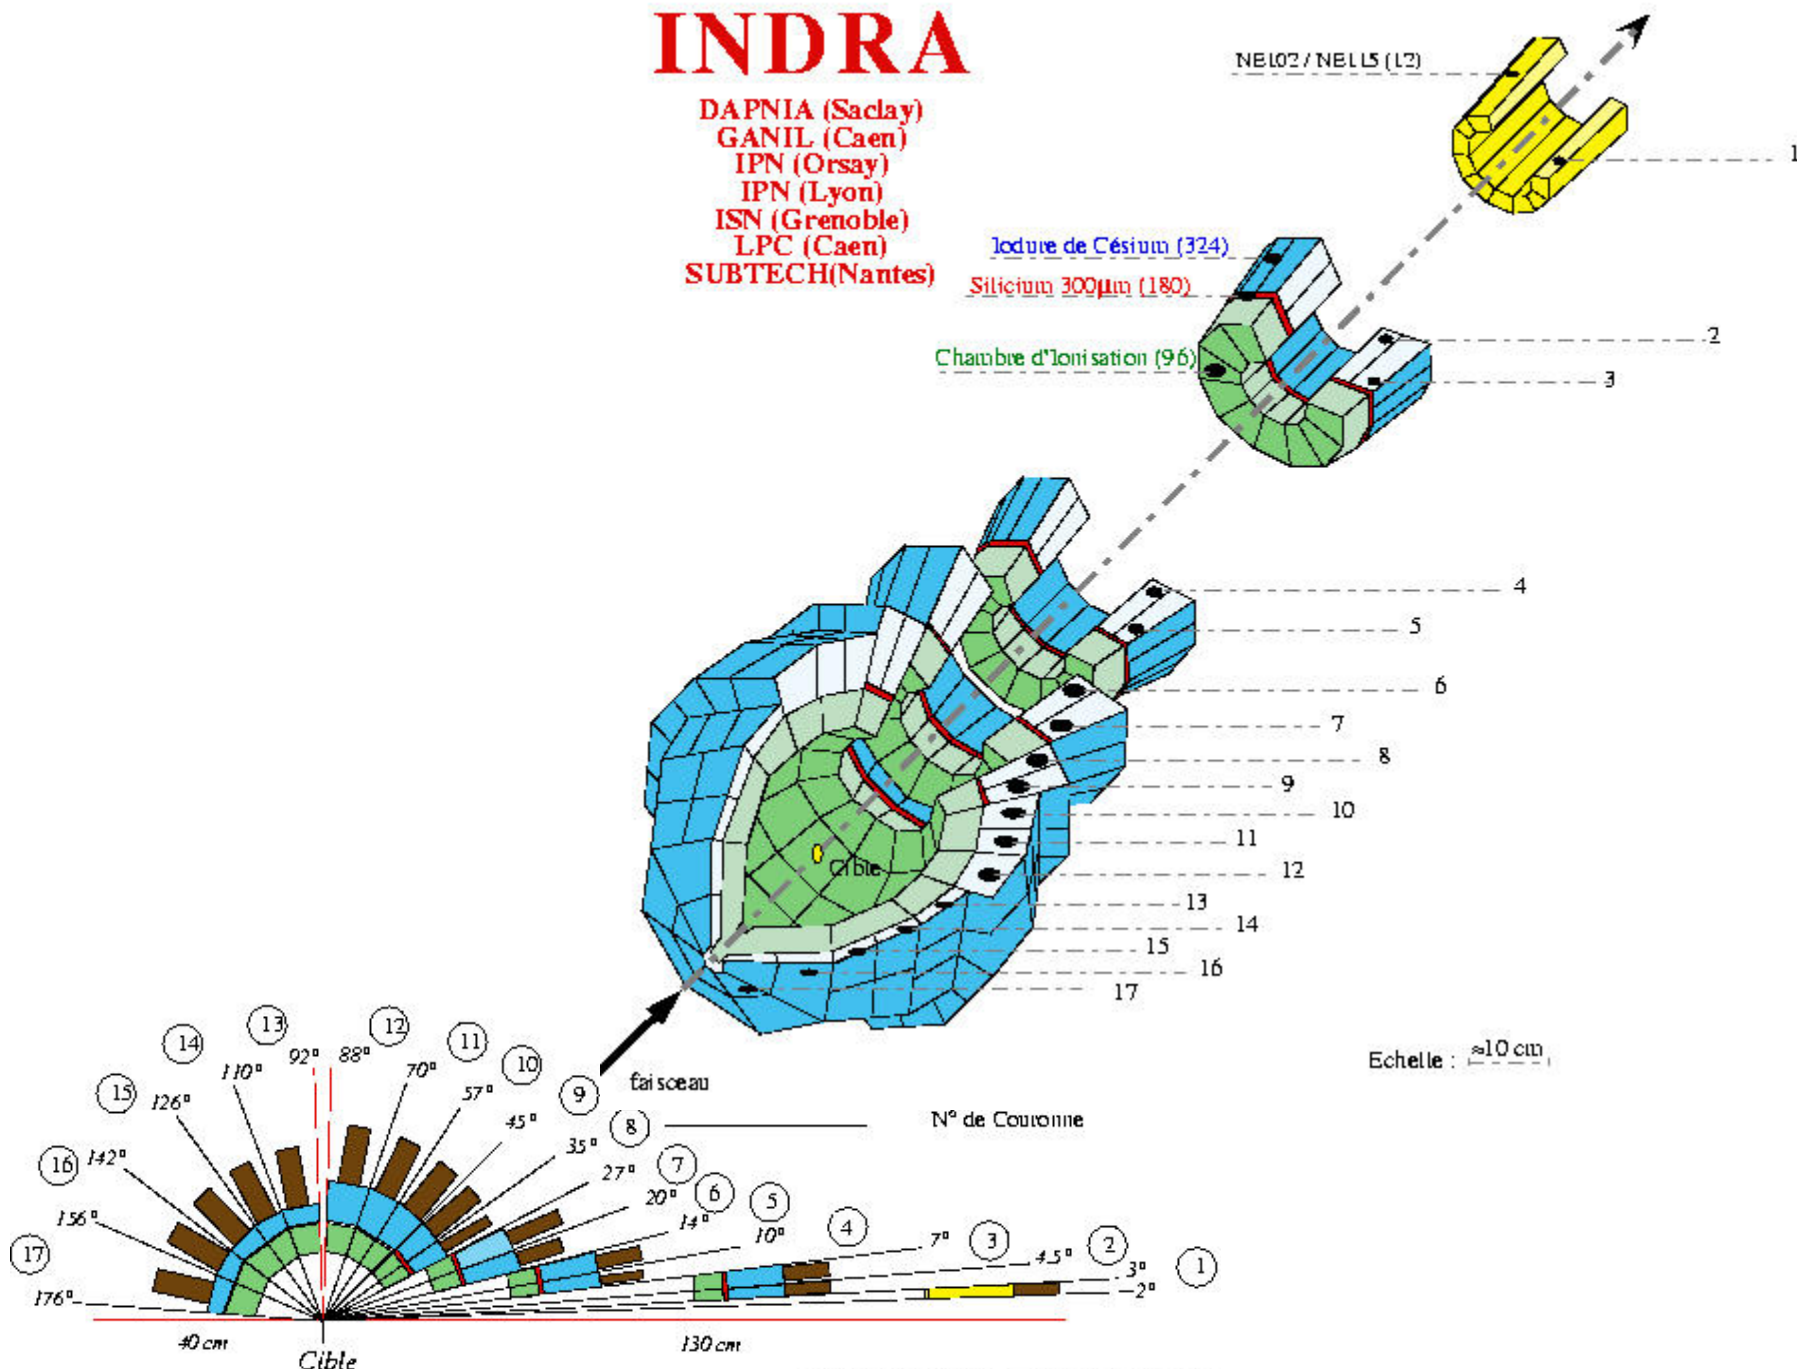 INDRA
DAPNIA (Saclay)
GANIL (Caen)
IPN (Orsay)
IPN (Lyon)
ISN (Grenoble)
LPC (Caen)
SUBTECH(Nantes)
NE102 / NE115 (12)
1
Iodure de Césium (324)
Silicium 300µm (180)
Chambre d'Ionisation (96)
2
3
4
5
6
7
8
9
10
11
12
13
14
15
16
17
Cible
faisceau
Echelle : ≈10 cm
N° de Couronne
17
16
15
14
13
12
11
10
9
8
7
6
5
4
3
2
1
176°
156°
142°
126°
110°
92°
88°
70°
57°
45°
35°
27°
20°
14°
10°
7°
4.5°
3°
2°
40 cm
130 cm
Cible